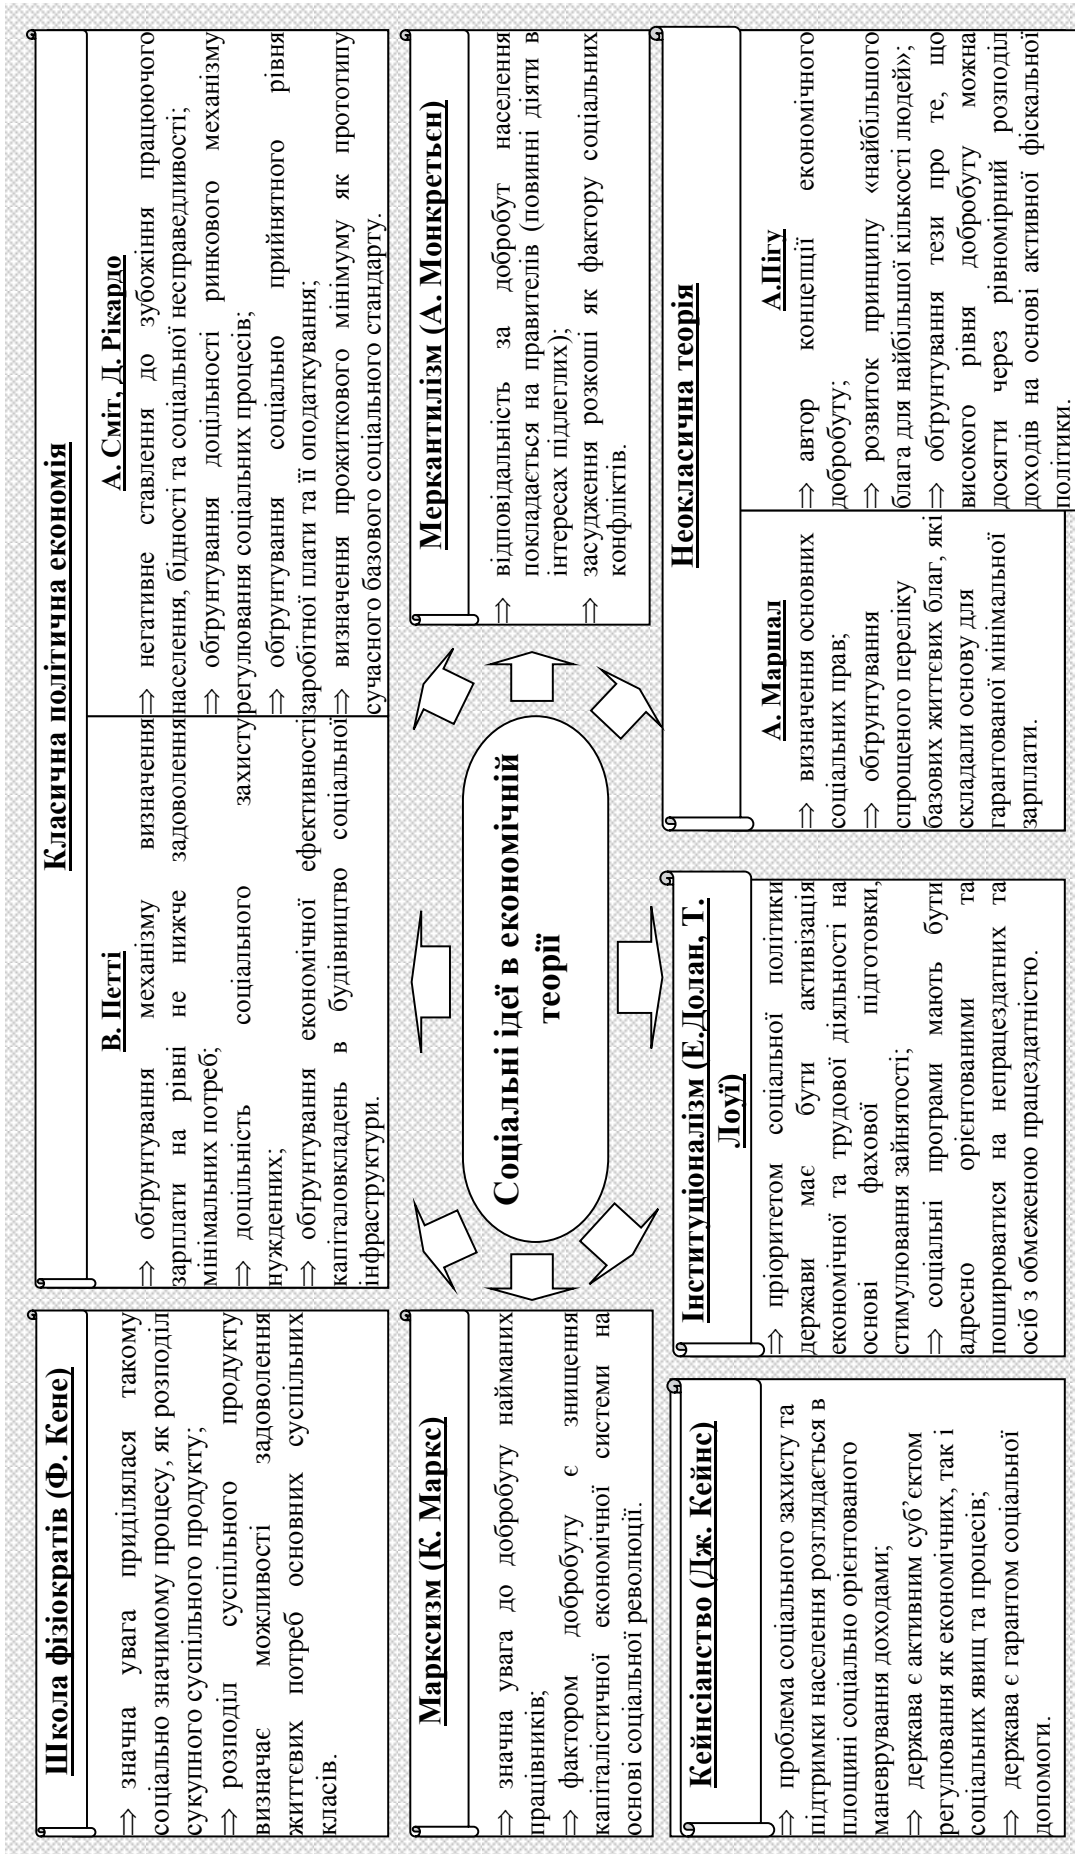 Школа фізіократів (Ф. Кене)
⇒ значна увага приділялася такому
соціально значимому процесу, як розподіл
сукупного суспільного продукту;
⇒ розподіл суспільного продукту
визначає можливості задоволення
життєвих потреб основних суспільних
класів.
Класична політична економія
В. Петті
⇒ обґрунтування механізму визначення
зарплати на рівні не нижче задоволення
мінімальних потреб;
⇒ доцільність соціального захисту
нужденних;
⇒ обґрунтування економічної ефективності
капіталовкладень в будівництво соціальної
інфраструктури.
А. Сміт, Д. Рікардо
⇒ негативне ставлення до зубожіння працюючого
населення, бідності та соціальної несправедливості;
⇒ обґрунтування доцільності ринкового механізму
регулювання соціальних процесів;
⇒ обґрунтування соціально прийнятного рівня
заробітної плати та її оподаткування;
⇒ визначення прожиткового мінімуму як прототипу
сучасного базового соціального стандарту.
Марксизм (К. Маркс)
⇒ значна увага до добробуту найманих
працівників;
⇒ фактором добробуту є знищення
капіталістичної економічної системи на
основі соціальної революції.
Соціальні ідеї в економічній
теорії
Меркантилізм (А. Монкретьєн)
⇒ відповідальність за добробут населення
покладається на правителів (повинні діяти в
інтересах підлеглих);
⇒ засудження розкоші як фактору соціальних
конфліктів.
Кейнсіанство (Дж. Кейнс)
⇒ проблема соціального захисту та
підтримки населення розглядається в
площині соціально орієнтованого
маневрування доходами;
⇒ держава є активним суб’єктом
регулювання як економічних, так і
соціальних явищ та процесів;
⇒ держава є гарантом соціальної
допомоги.
Інституціоналізм (Е.Долан, Т.
Лоуї)
⇒ пріоритетом соціальної політики
держави має бути активізація
економічної та трудової діяльності на
основі фахової підготовки,
стимулювання зайнятості;
⇒ соціальні програми мають бути
адресно орієнтованими та
поширюватися на непрацездатних та
осіб з обмеженою працездатністю.
Неокласична теорія
А. Маршал
⇒ визначення основних
соціальних прав;
⇒ обґрунтування
спрощеного переліку
базових життєвих благ, які
складали основу для
гарантованої мінімальної
зарплати.
А.Пігу
⇒ автор концепції економічного
добробуту;
⇒ розвиток принципу «найбільшого
блага для найбільшої кількості людей»;
⇒ обґрунтування тези про те, що
високого рівня добробуту можна
досягти через рівномірний розподіл
доходів на основі активної фіскальної
політики.